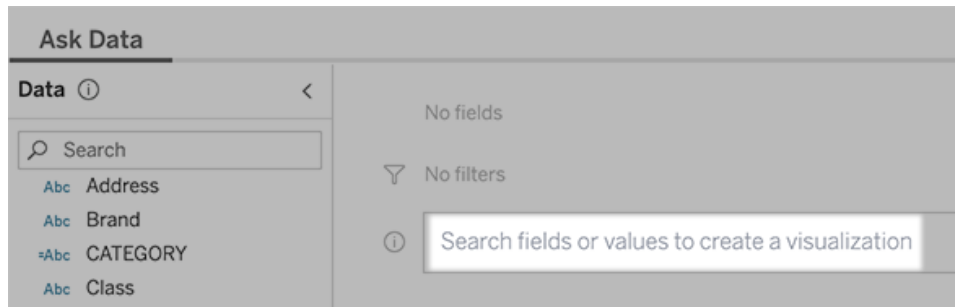 Ask Data
Data
Search
Abc Address
Abc Brand
=Abc CATEGORY
Abc Class
No fields
No filters
Search fields or values to create a visualization